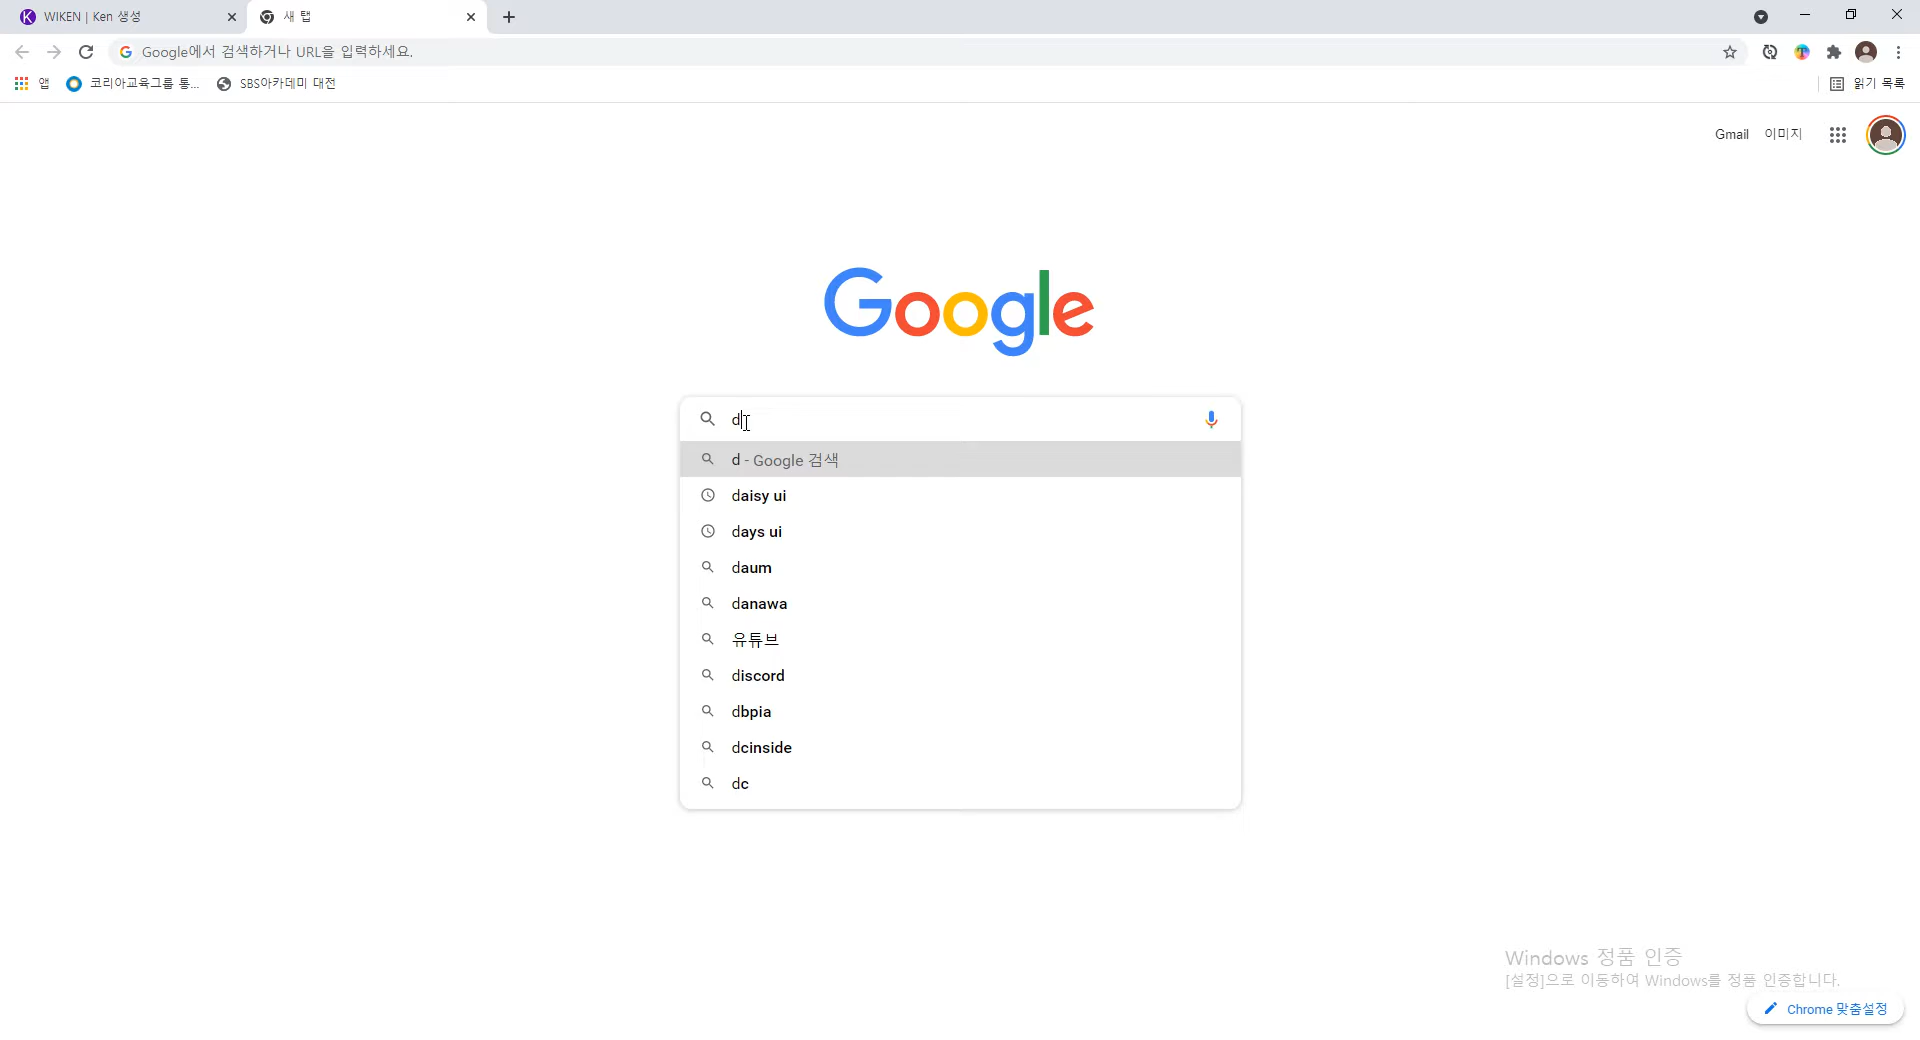 WIKEN | Ken 생성
새 탭
Google에서 검색하거나 URL을 입력하세요.
앱
코리아교육그룹 통...
SBS아카데미 대전
읽기 목록
Gmail
이미지
Google
d
d - Google 검색
daisy ui
days ui
daum
danawa
유튜브
discord
dbpia
dcinside
dc
Windows 정품 인증
[설정]으로 이동하여 Windows를 정품 인증합니다.
Chrome 맞춤설정